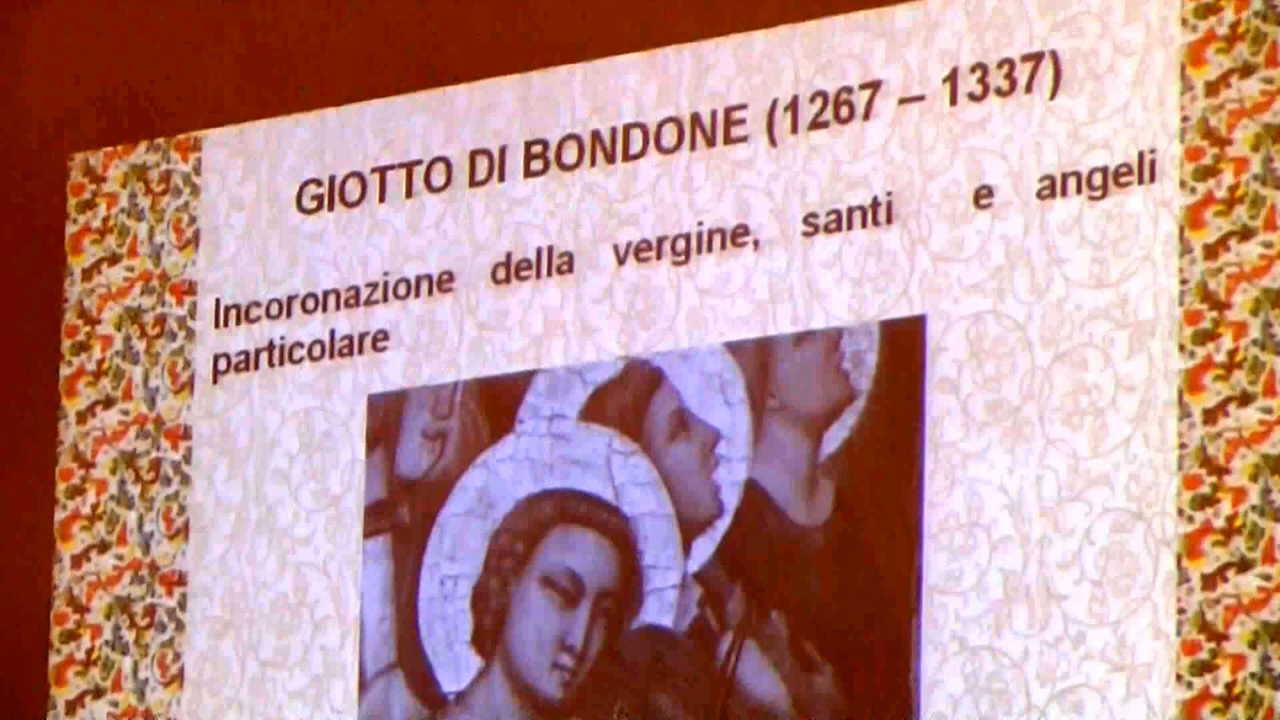 GIOTTO DI BONDONE (1267 – 1337)
Incoronazione della vergine, santi e angeli
particolare